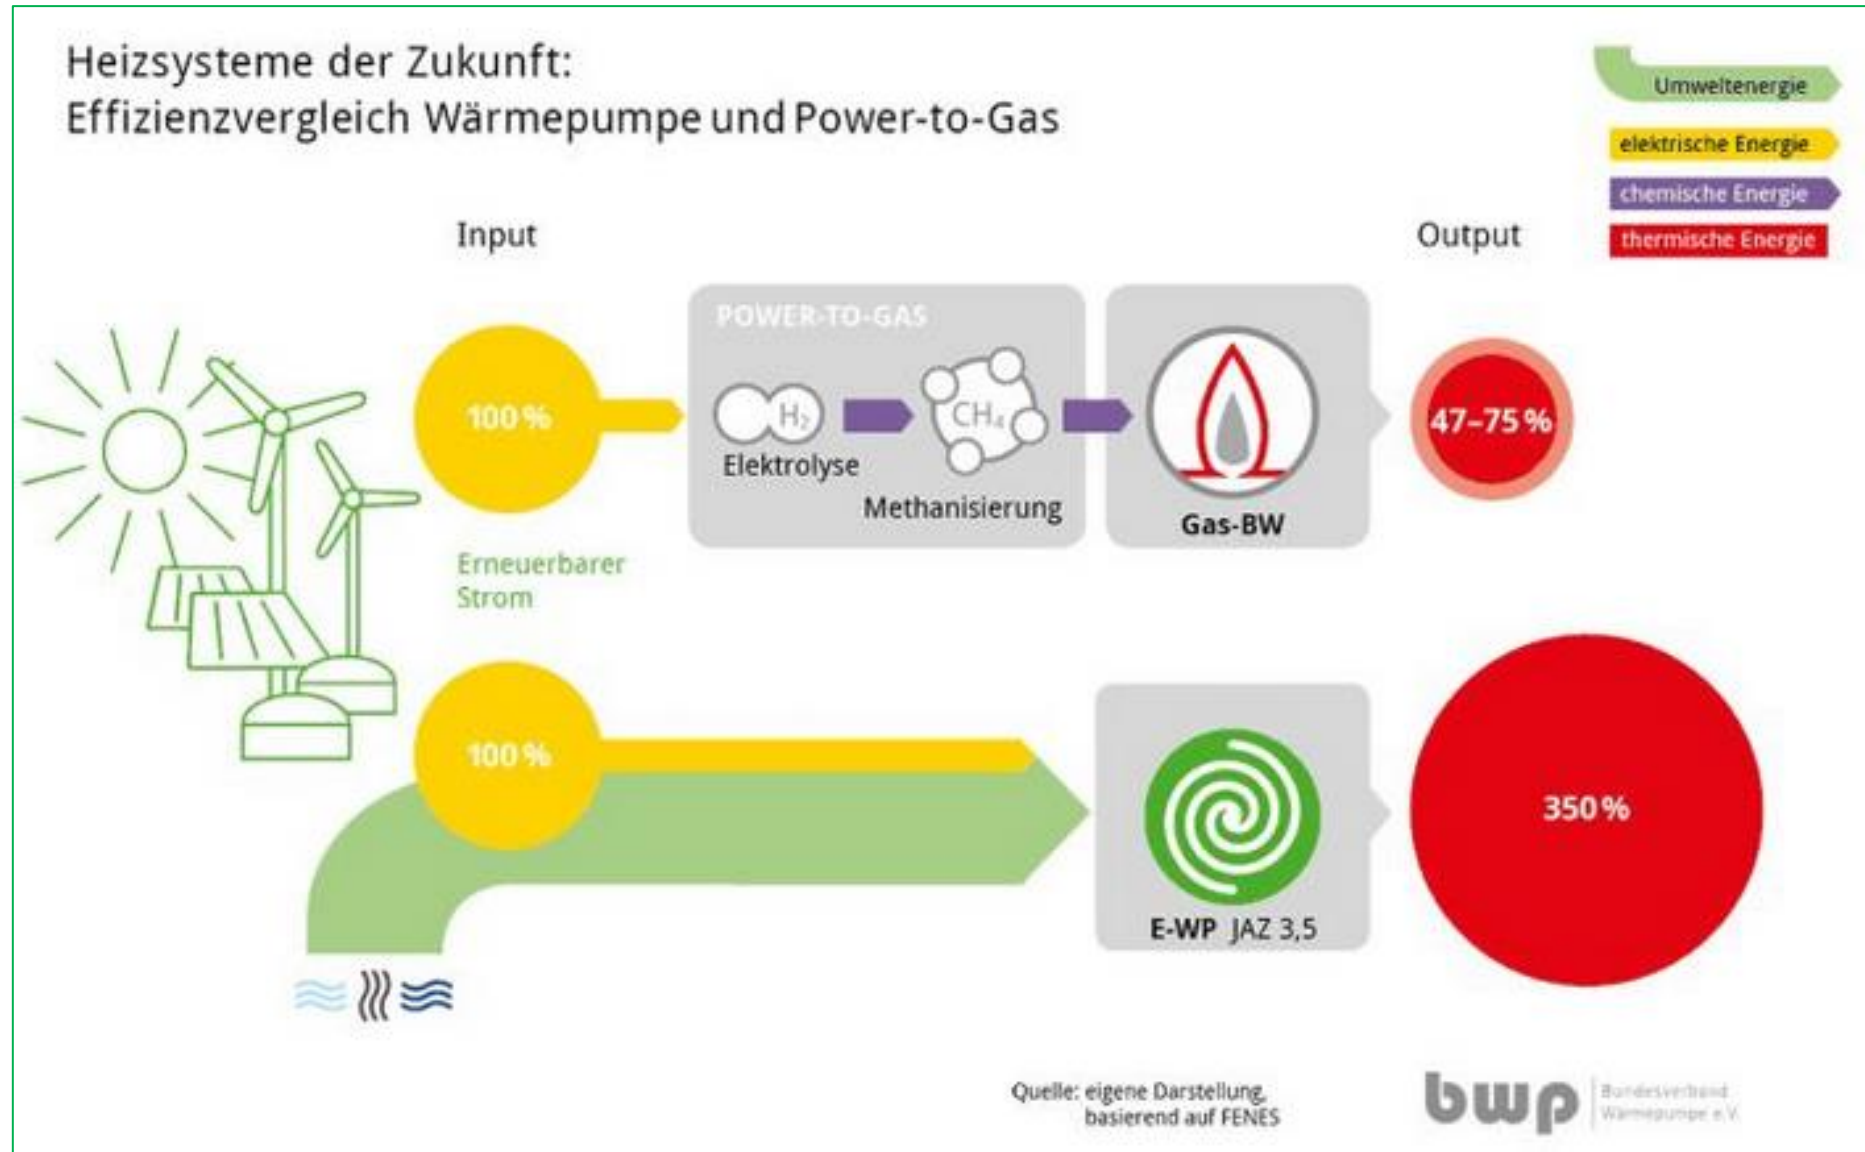 Heizsysteme der Zukunft:
Effizienzvergleich Wärmepumpe und Power-to-Gas
Umweltenergie
elektrische Energie
chemische Energie
thermische Energie
Input
Output
100 %
POWER-TO-GAS
H₂
Elektrolyse
CH₄
Methanisierung
Gas-BW
47–75 %
Erneuerbarer
Strom
100 %
E-WP JAZ 3,5
350 %
Quelle: eigene Darstellung,
basierend auf FENES
bwp
Bundesverband
Wärmepumpe e.V.